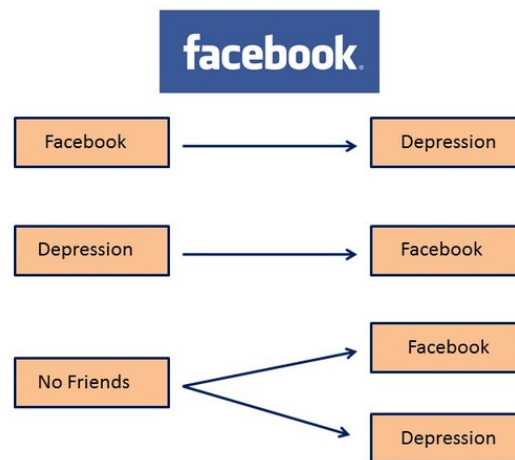 facebook.
Facebook
Depression
Depression
Facebook
No Friends
Facebook
Depression